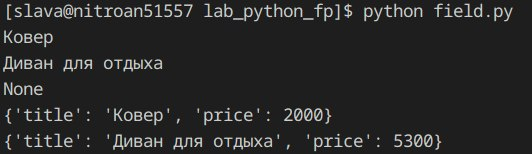 [slava@nitroan51557 lab_python_fp]$ python field.py
Ковер
Диван для отдыха
None
{'title': 'Ковер', 'price': 2000}
{'title': 'Диван для отдыха', 'price': 5300}